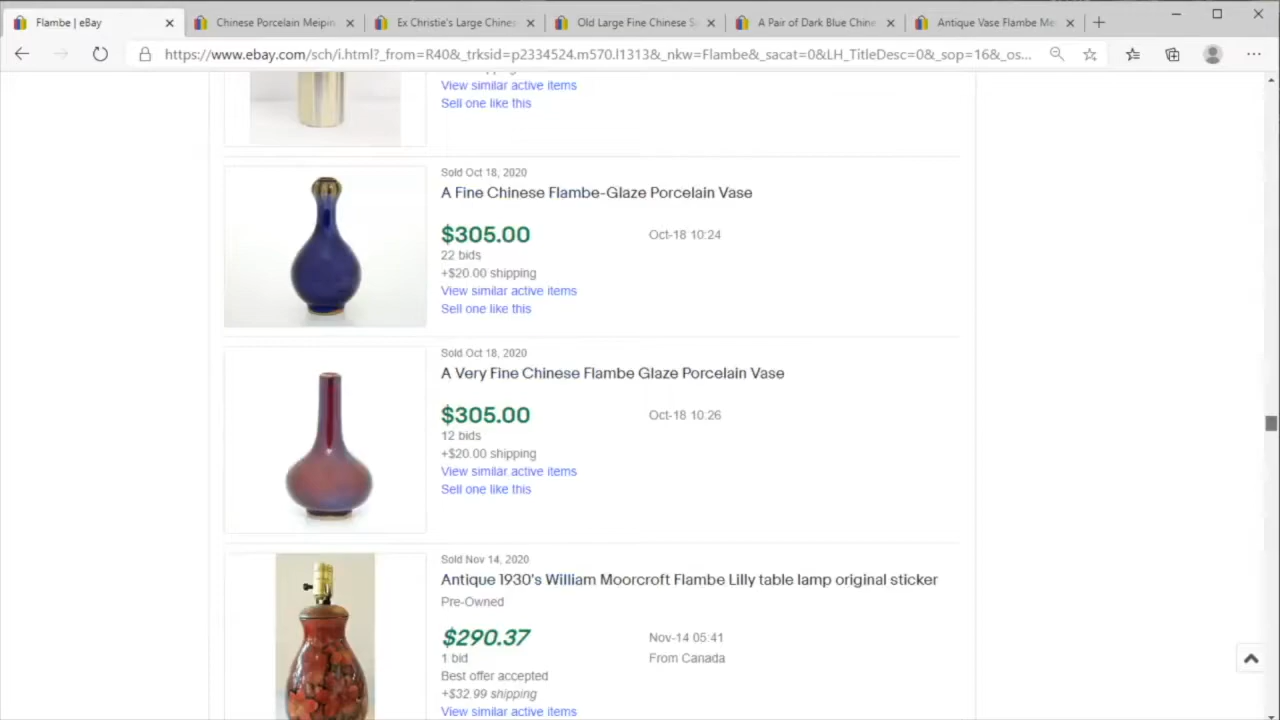 Flambe | eBay
Chinese Porcelain Meipin
Ex Christie's Large Chines
Old Large Fine Chinese S
A Pair of Dark Blue Chine
Antique Vase Flambe Me
https://www.ebay.com/sch/i.html?_from=R40&_trksid=p2334524.m570.l1313&_nkw=Flambe&_sacat=0&LH_TitleDesc=0&_sop=16&_os...
View similar active items
Sell one like this
Sold Oct 18, 2020
A Fine Chinese Flambe-Glaze Porcelain Vase
$305.00 Oct-18 10:24
22 bids
+$20.00 shipping
View similar active items
Sell one like this
Sold Oct 18, 2020
A Very Fine Chinese Flambe Glaze Porcelain Vase
$305.00 Oct-18 10:26
12 bids
+$20.00 shipping
View similar active items
Sell one like this
Sold Nov 14, 2020
Antique 1930's William Moorcroft Flambe Lilly table lamp original sticker
Pre-Owned
$290.37 Nov-14 05:41
1 bid From Canada
Best offer accepted
+$32.99 shipping
View similar active items